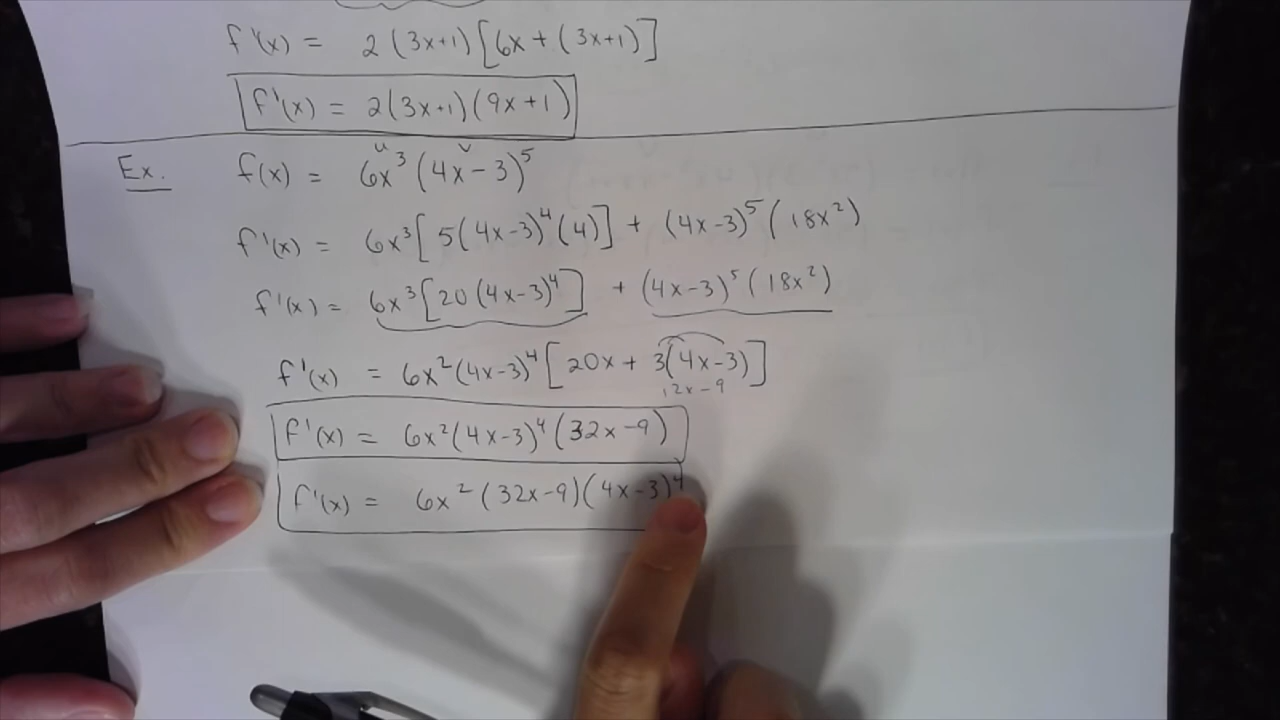 f'(x) = 2(3x+1)[6x + (3x+1)]
f'(x) = 2(3x+1)(9x+1)
u v
Ex. f(x) = 6x³(4x-3)⁵
f'(x) = 6x³[5(4x-3)⁴(4)] + (4x-3)⁵(18x²)
f'(x) = 6x³[20(4x-3)⁴] + (4x-3)⁵(18x²)
f'(x) = 6x²(4x-3)⁴[20x + 3(4x-3)]
12x-9
f'(x) = 6x²(4x-3)⁴(32x-9)
f'(x) = 6x²(32x-9)(4x-3)⁴